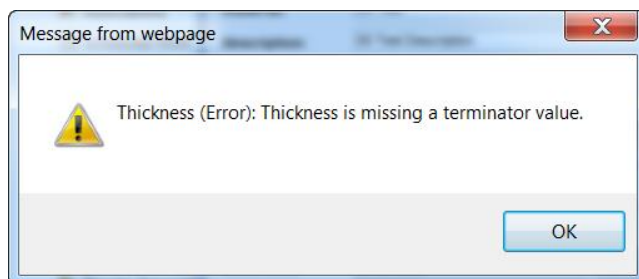 Message from webpage
Thickness (Error): Thickness is missing a terminator value.
OK